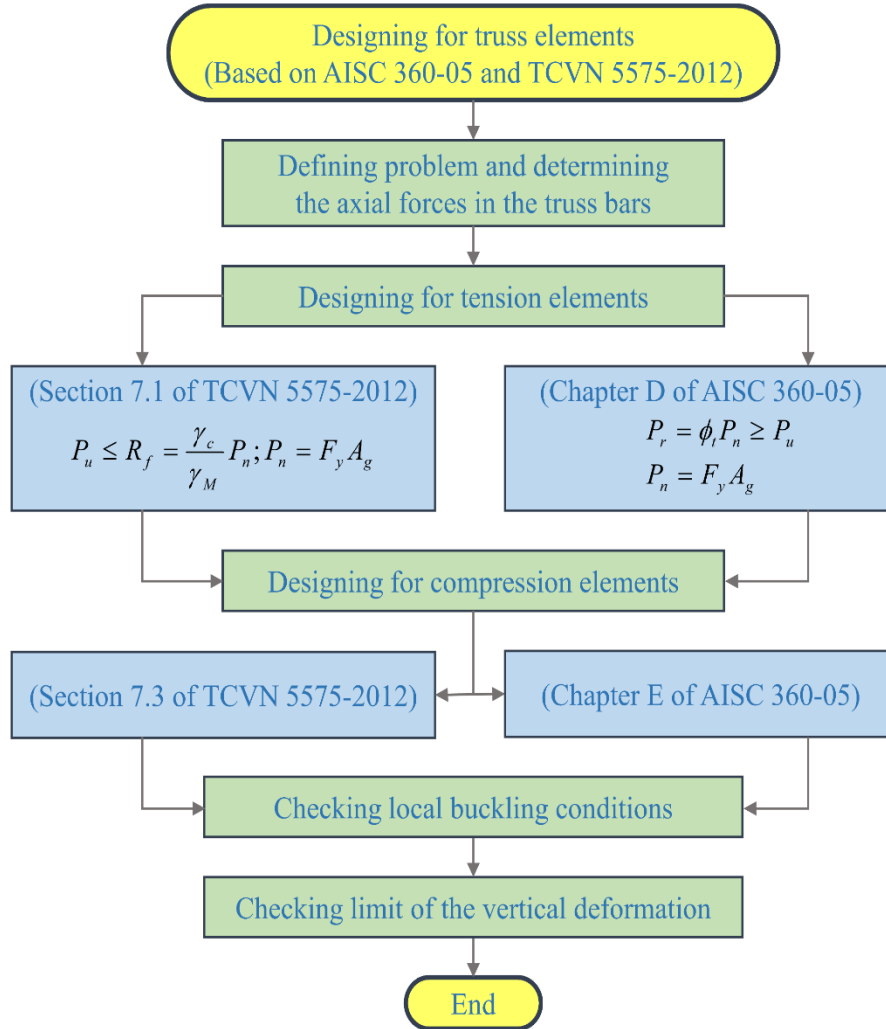 Designing for truss elements
(Based on AISC 360-05 and TCVN 5575-2012)
Defining problem and determining
the axial forces in the truss bars
Designing for tension elements
(Section 7.1 of TCVN 5575-2012)
P_u ≤ R_f = \frac{γ_c}{γ_M} P_n; P_n = F_y A_g
(Chapter D of AISC 360-05)
P_r = ϕ_t P_n ≥ P_u
P_n = F_y A_g
Designing for compression elements
(Section 7.3 of TCVN 5575-2012)
(Chapter E of AISC 360-05)
Checking local buckling conditions
Checking limit of the vertical deformation
End